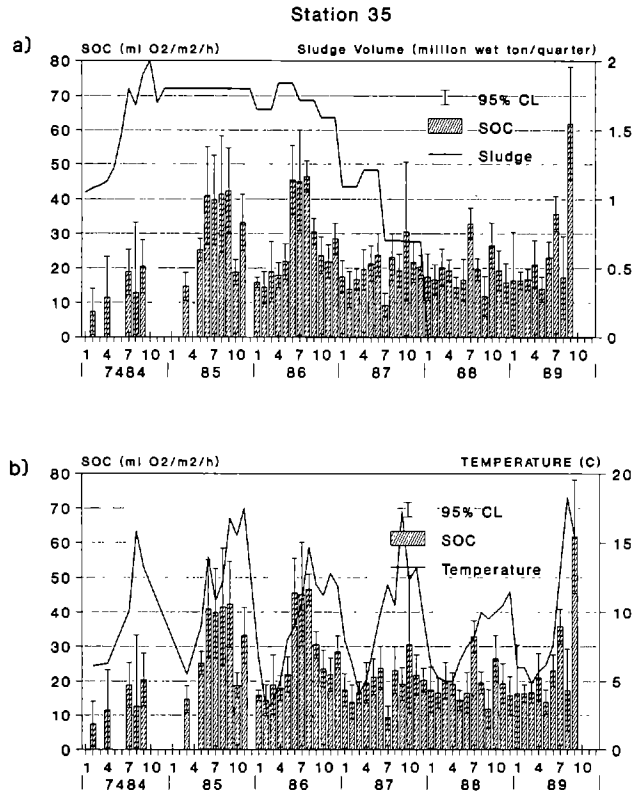 Station 35
a)
SOC (ml O2/m2/h) Sludge Volume (million wet ton/quarter)
80 2
70
60 1.5
50
40 1
30
20 0.5
10
0 0
95% CL
SOC
Sludge
1 4 7 10 1 4 7 10 1 4 7 10 1 4 7 10 1 4 7 10 1 4 7 10
| 7484 | 85 | 86 | 87 | 88 | 89 |
b)
SOC (ml O2/m2/h) TEMPERATURE (C)
80 20
70
60 15
50
40 10
30
20 5
10
0 0
95% CL
SOC
Temperature
1 4 7 10 1 4 7 10 1 4 7 10 1 4 7 10 1 4 7 10 1 4 7 10
| 7484 | 85 | 86 | 87 | 88 | 89 |